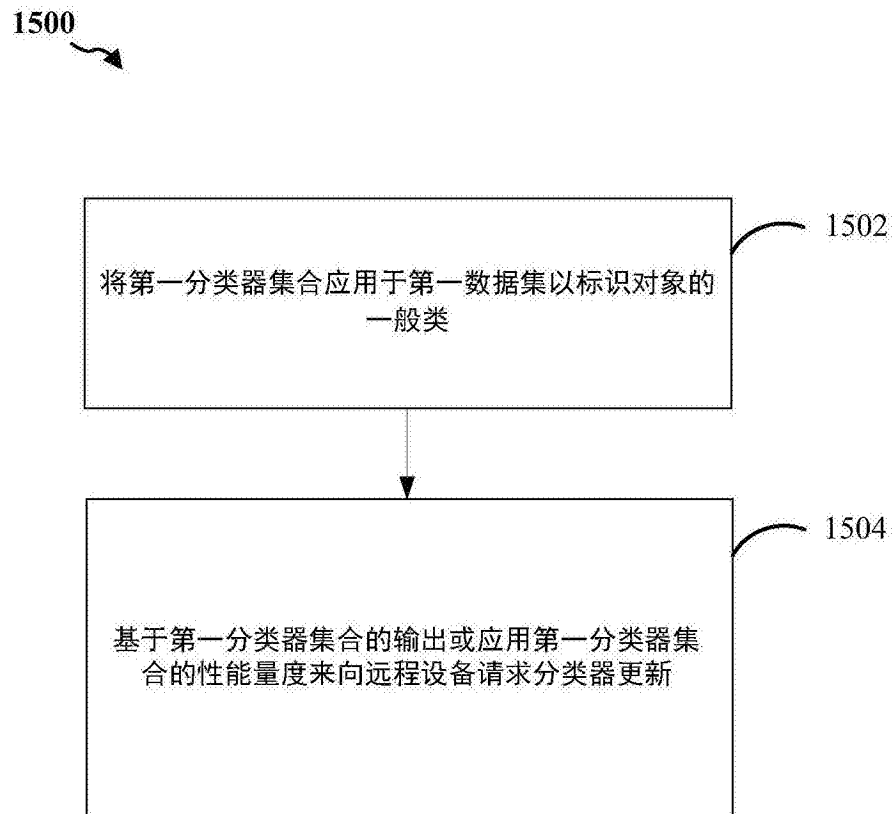 1500
1502
将第一分类器集合应用于第一数据集以标识对象的
一般类
1504
基于第一分类器集合的输出或应用第一分类器集
合的性能量度来向远程设备请求分类器更新